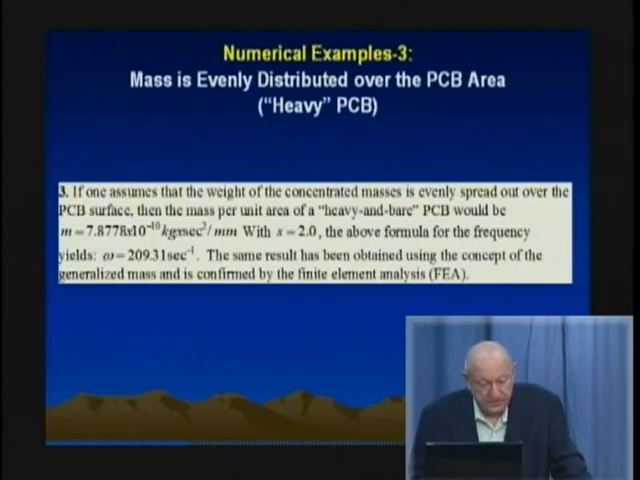 Numerical Examples-3:
Mass is Evenly Distributed over the PCB Area
("Heavy" PCB)
3. If one assumes that the weight of the concentrated masses is evenly spread out over the
PCB surface, then the mass per unit area of a "heavy-and-bare" PCB would be
m = 7.8778x10⁻¹⁰ kgxsec²/mm With s = 2.0, the above formula for the frequency
yields: ω = 209.31sec⁻¹. The same result has been obtained using the concept of the
generalized mass and is confirmed by the finite element analysis (FEA).